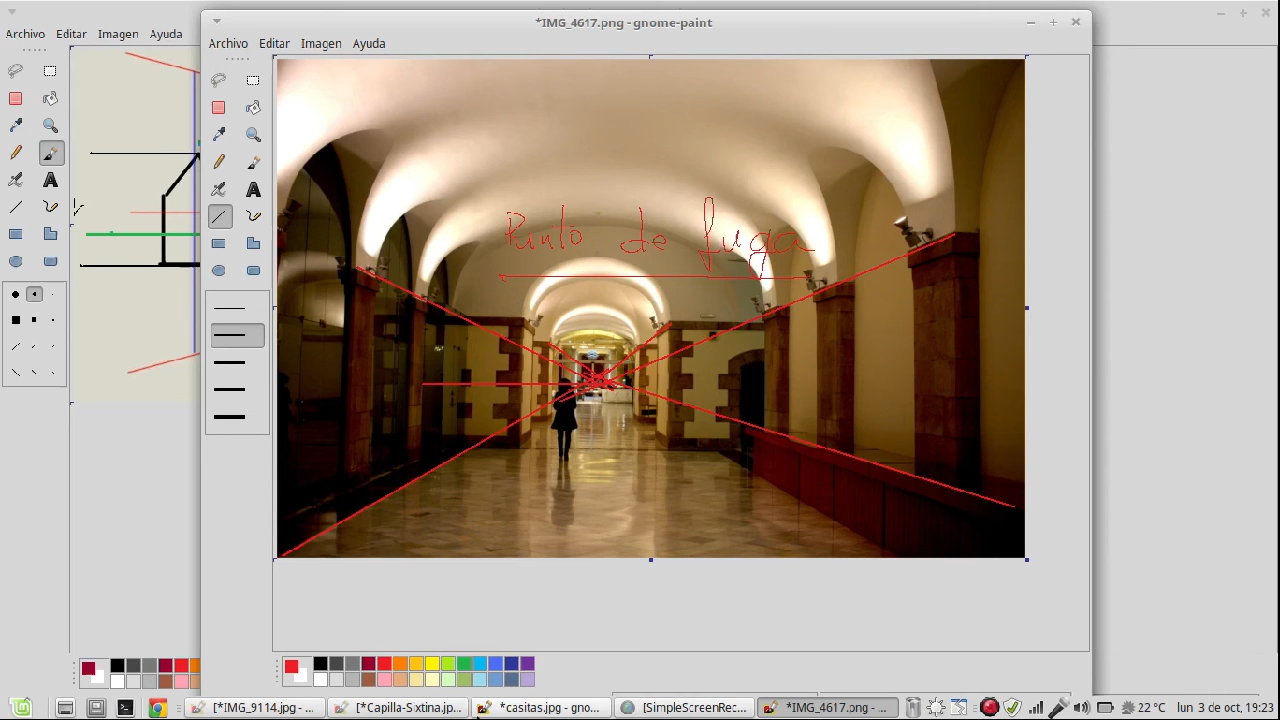 *IMG_4617.png - gnome-paint
Archivo Editar Imagen Ayuda
Archivo Editar Imagen Ayuda
Punto de fuga
[*IMG_9114.jpg - ... [*Capilla-Sixtina.jp... *casitas.jpg - gno... [SimpleScreenRec... *IMG_4617.png - ... 22 °C lun 3 de oct, 19:23